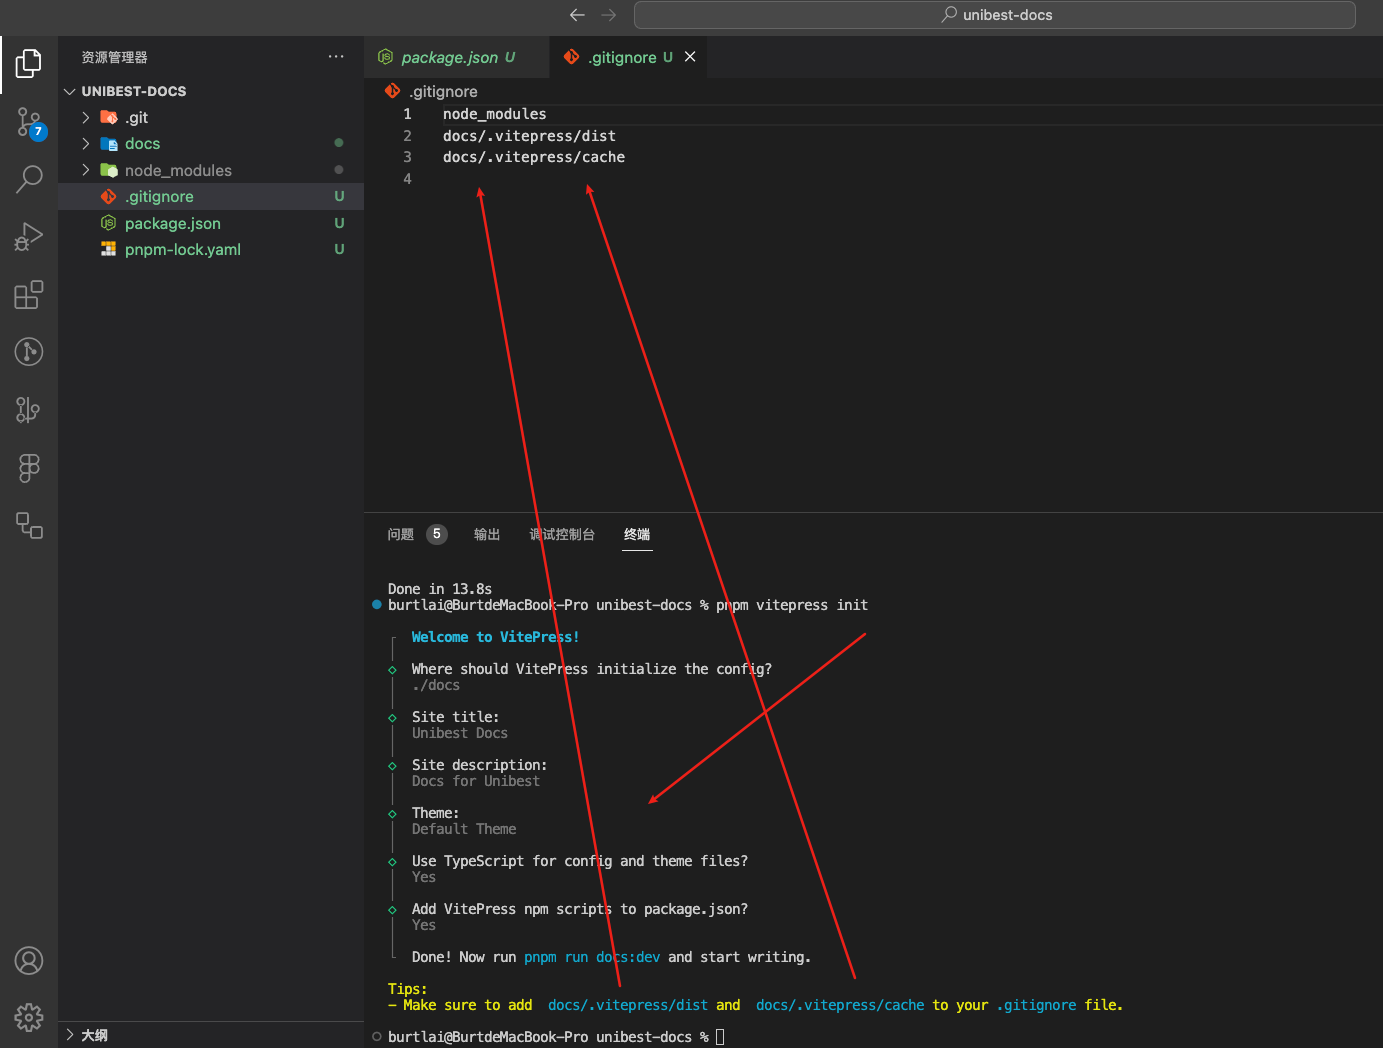 unibest-docs
资源管理器
UNIBEST-DOCS
.git
docs
node_modules
.gitignore U
package.json U
pnpm-lock.yaml U
大纲
7
package.json U
.gitignore U
.gitignore
1 node_modules
2 docs/.vitepress/dist
3 docs/.vitepress/cache
4
问题 5 输出 调试控制台 终端
Done in 13.8s
burtlai@BurtdeMacBook-Pro unibest-docs % pnpm vitepress init
Welcome to VitePress!
Where should VitePress initialize the config?
./docs
Site title:
Unibest Docs
Site description:
Docs for Unibest
Theme:
Default Theme
Use TypeScript for config and theme files?
Yes
Add VitePress npm scripts to package.json?
Yes
Done! Now run pnpm run docs:dev and start writing.
Tips:
- Make sure to add docs/.vitepress/dist and docs/.vitepress/cache to your .gitignore file.
burtlai@BurtdeMacBook-Pro unibest-docs %